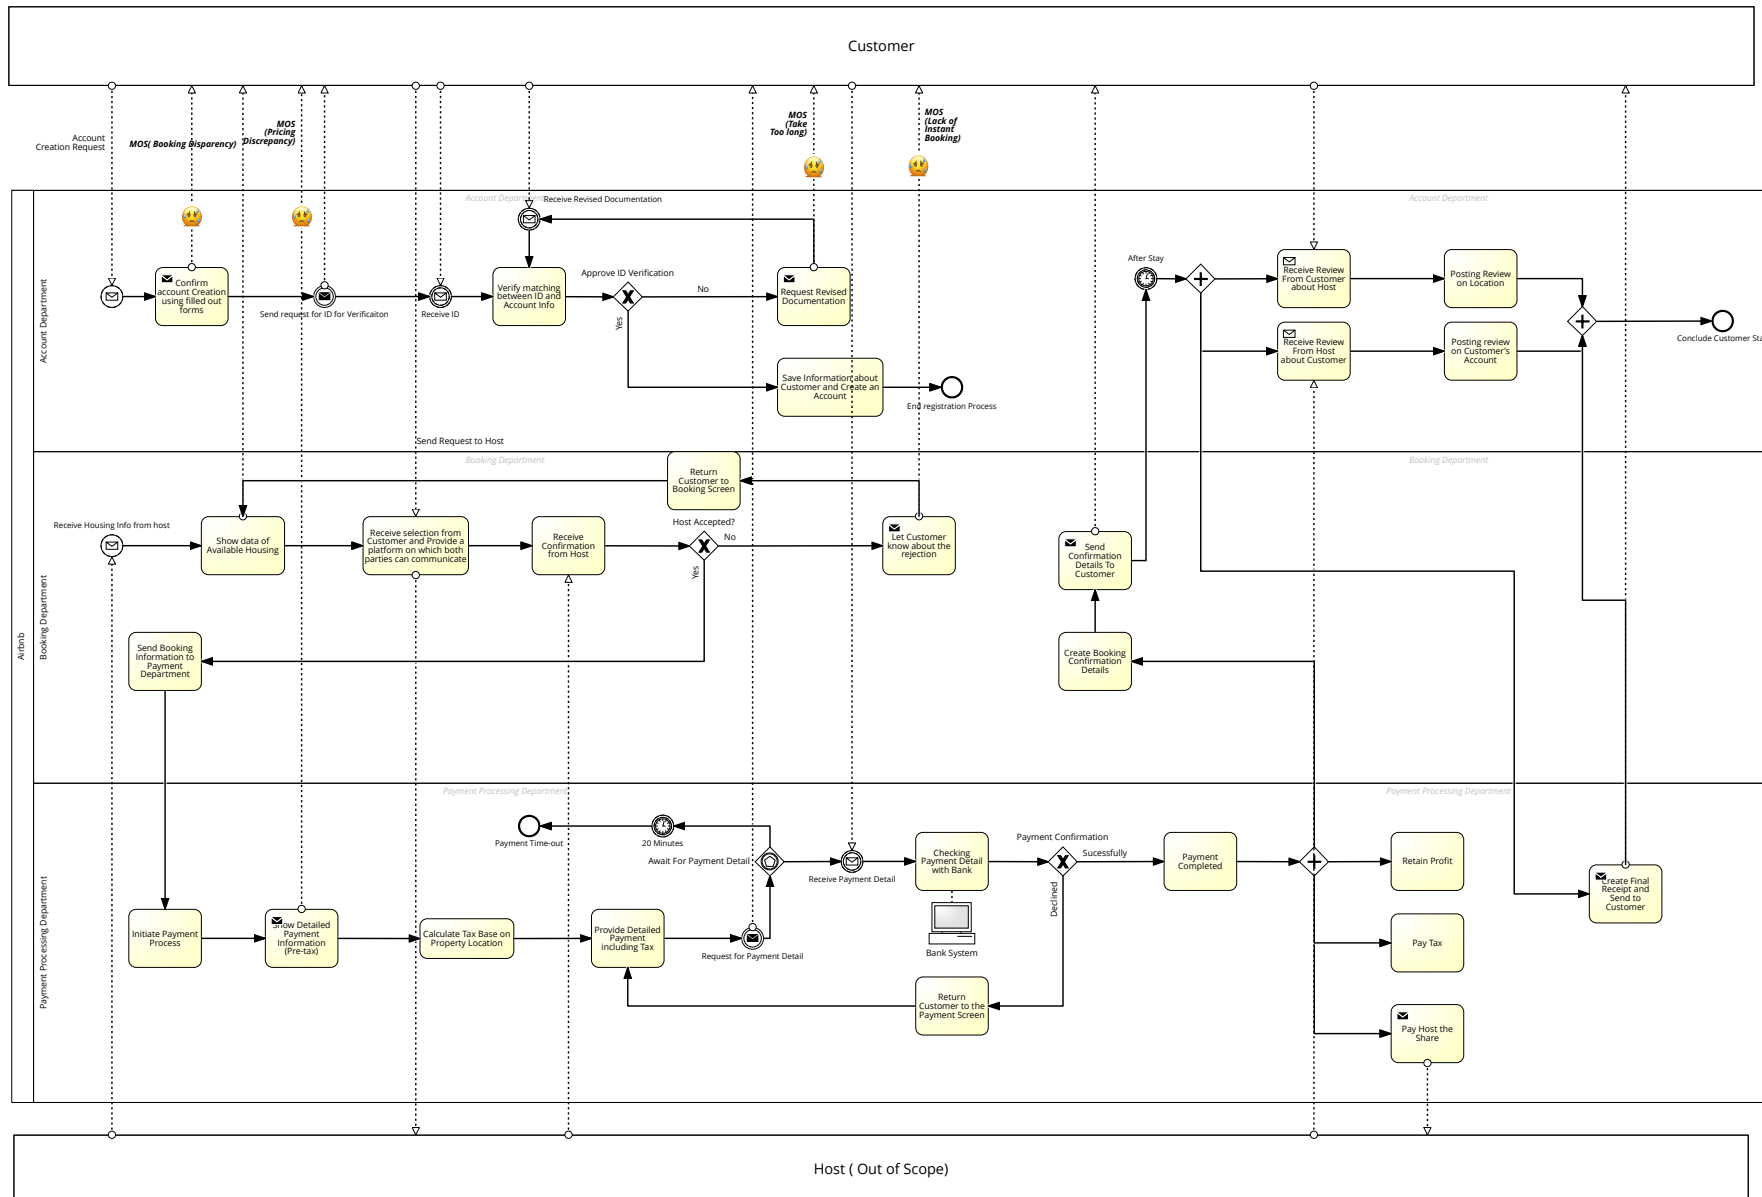 Customer
Account
Creation Request
MOS( Booking Disparency)
MOS
(Pricing
Discrepancy)
MOS
(Take
Too long)
MOS
(Lack of
Instant
Booking)
Airbnb
Account Department
Account Department
Account Department
Receive Revised Documentation
Confirm
account Creation
using filled out
forms
Send request for ID for Verificaiton
Receive ID
Verify matching
between ID and
Account Info
Approve ID Verification
No
Yes
Request Revised
Documentation
Save Information about
Customer and Create an
Account
End registration Process
After Stay
Receive Review
From Customer
about Host
Posting Review
on Location
Receive Review
From Host
about Customer
Posting review
on Customer's
Account
Conclude Customer Sta
Send Request to Host
Booking Department
Booking Department
Booking Department
Receive Housing Info from host
Show data of
Available Housing
Receive selection from
Customer and Provide a
platform on which both
parties can communicate
Receive
Confirmation
from Host
Return
Customer to
Booking Screen
Host Accepted?
No
Yes
Let Customer
know about the
rejection
Send
Confirmation
Details To
Customer
Create Booking
Confirmation
Details
Send Booking
Information to
Payment
Department
Payment Processing Department
Payment Processing Department
Payment Processing Department
Payment Time-out
20 Minutes
Await For Payment Detail
Receive Payment Detail
Checking
Payment Detail
with Bank
Bank System
Payment Confirmation
Sucessfully
Declined
Payment
Completed
Retain Profit
Pay Tax
Pay Host the
Share
Create Final
Receipt and
Send to
Customer
Initiate Payment
Process
Show Detailed
Payment
Information
(Pre-tax)
Calculate Tax Base on
Property Location
Provide Detailed
Payment
including Tax
Request for Payment Detail
Return
Customer to the
Payment Screen
Host ( Out of Scope)